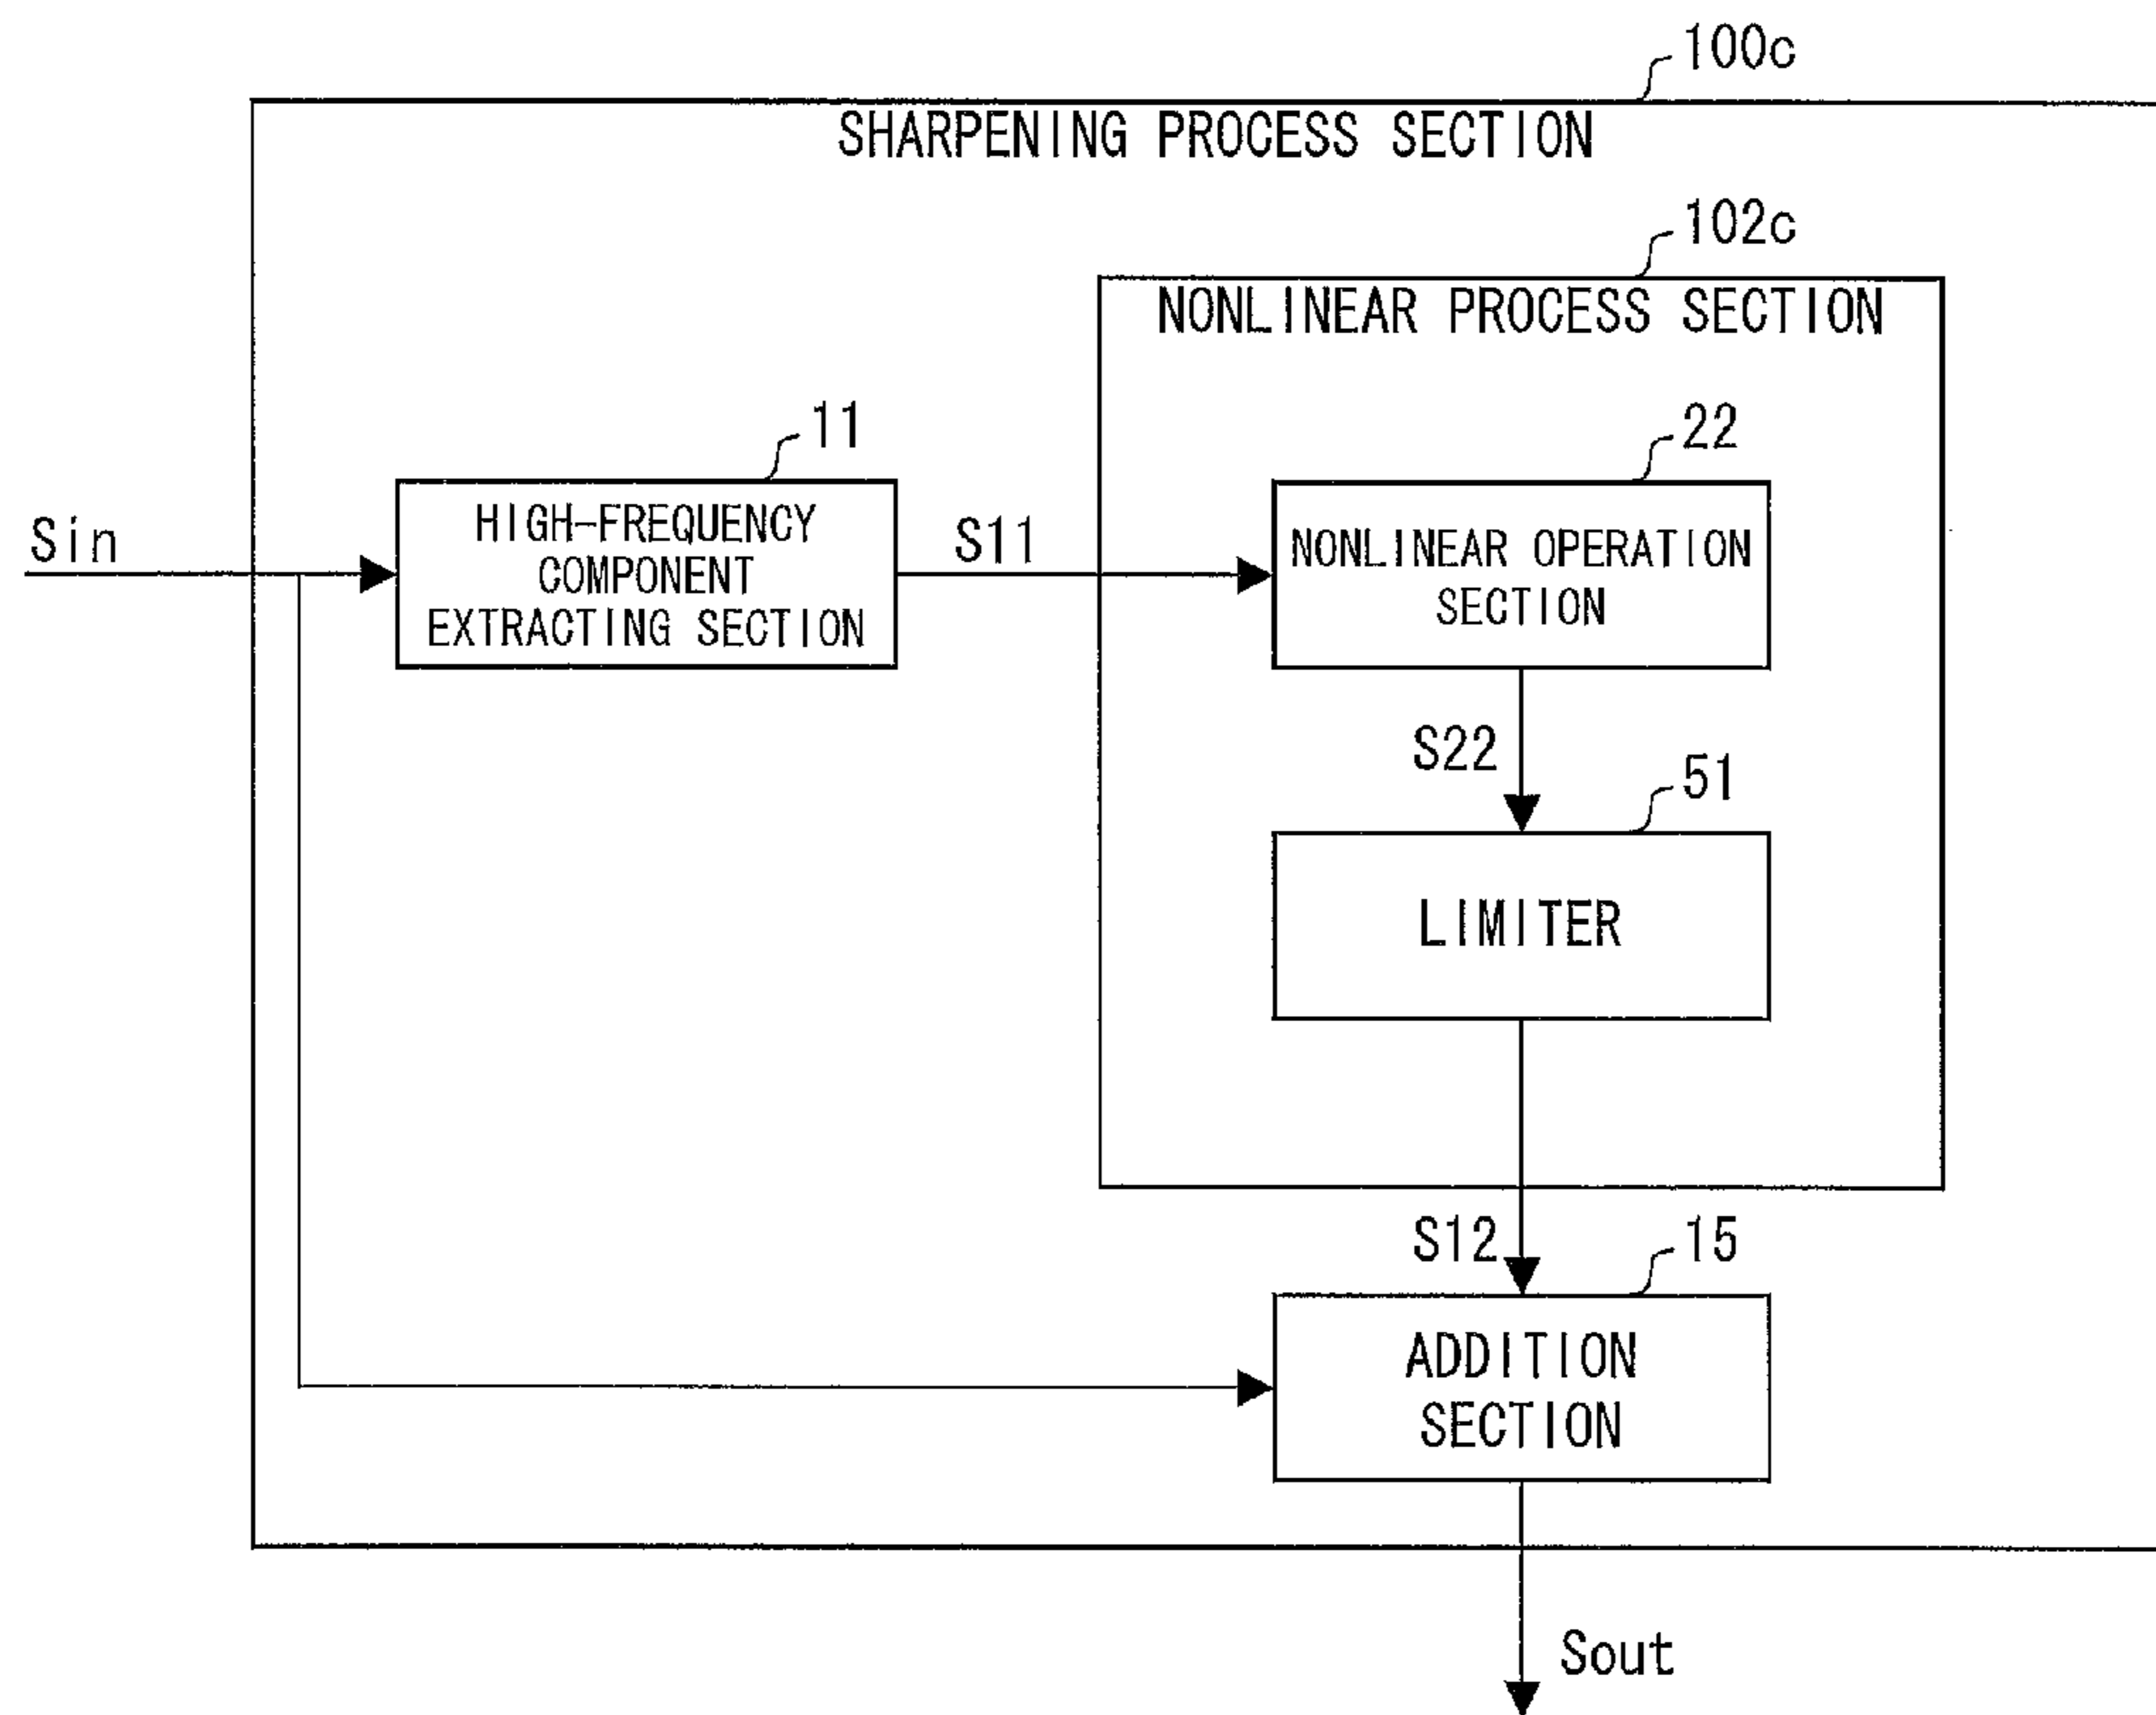 100c
SHARPENING PROCESS SECTION
102c
NONLINEAR PROCESS SECTION
11
22
Sin
HIGH-FREQUENCY
COMPONENT
EXTRACTING SECTION
S11
NONLINEAR OPERATION
SECTION
S22
51
LIMITER
S12
15
ADDITION
SECTION
Sout